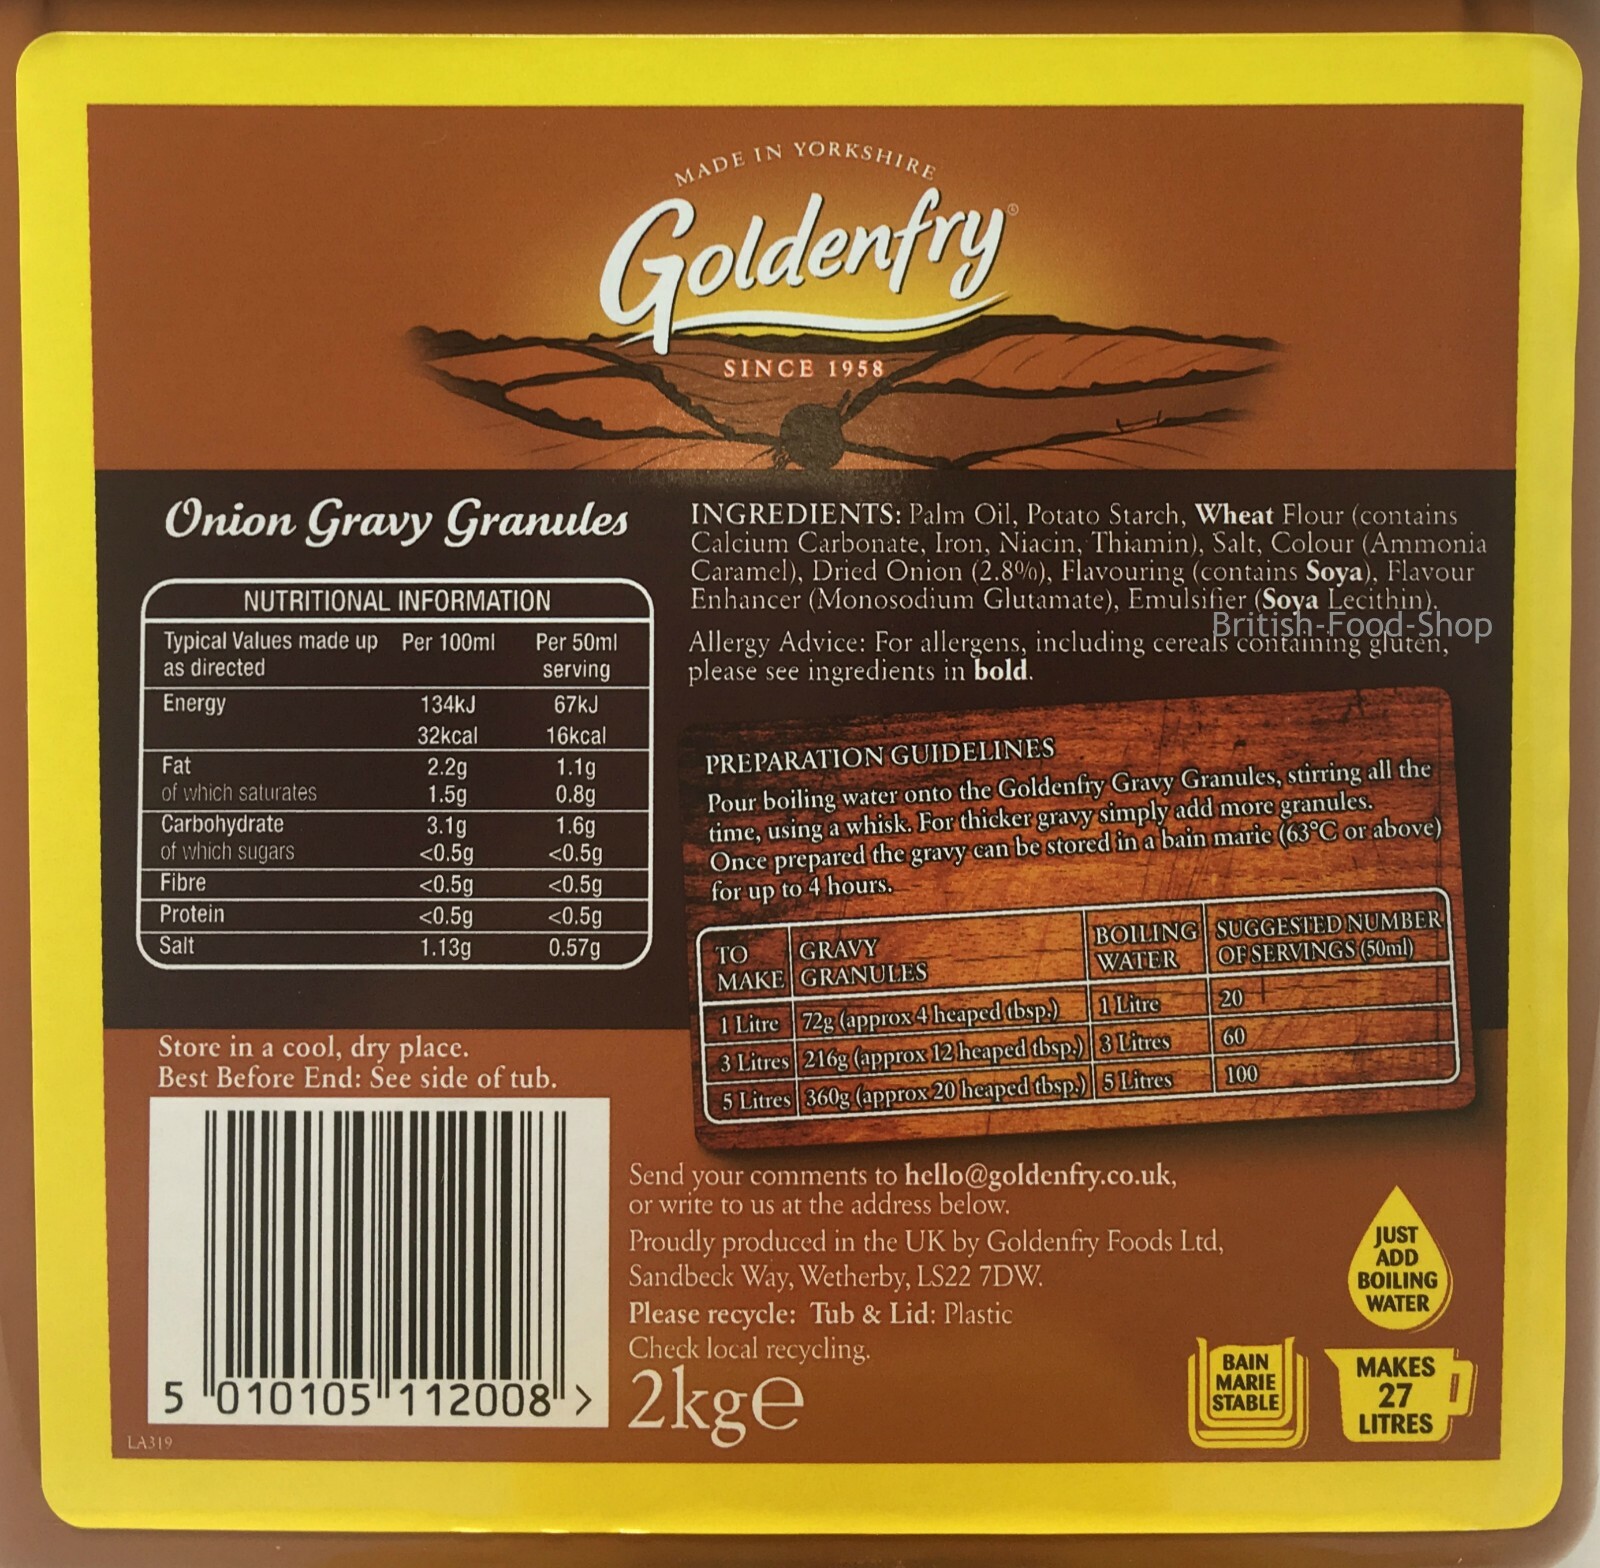 MADE IN YORKSHIRE
Goldenfry
SINCE 1958
Onion Gravy Granules
NUTRITIONAL INFORMATION
Typical Values made up as directed Per 100ml Per 50ml serving
Energy 134kJ 67kJ
32kcal 16kcal
Fat 2.2g 1.1g
of which saturates 1.5g 0.8g
Carbohydrate 3.1g 1.6g
of which sugars <0.5g <0.5g
Fibre <0.5g <0.5g
Protein <0.5g <0.5g
Salt 1.13g 0.57g
INGREDIENTS: Palm Oil, Potato Starch, Wheat Flour (contains
Calcium Carbonate, Iron, Niacin, Thiamin), Salt, Colour (Ammonia
Caramel), Dried Onion (2.8%), Flavouring (contains Soya), Flavour
Enhancer (Monosodium Glutamate), Emulsifier (Soya Lecithin).
British-Food-Shop
Allergy Advice: For allergens, including cereals containing gluten,
please see ingredients in bold.
PREPARATION GUIDELINES
Pour boiling water onto the Goldenfry Gravy Granules, stirring all the
time, using a whisk. For thicker gravy simply add more granules.
Once prepared the gravy can be stored in a bain marie (63°C or above)
for up to 4 hours.
TO MAKE GRAVY GRANULES BOILING WATER SUGGESTED NUMBER OF SERVINGS (50ml)
1 Litre 72g (approx 4 heaped tbsp.) 1 Litre 20
3 Litres 216g (approx 12 heaped tbsp.) 3 Litres 60
5 Litres 360g (approx 20 heaped tbsp.) 5 Litres 100
Store in a cool, dry place.
Best Before End: See side of tub.
5 010105 112008 >
LA319
Send your comments to hello@goldenfry.co.uk,
or write to us at the address below.
Proudly produced in the UK by Goldenfry Foods Ltd,
Sandbeck Way, Wetherby, LS22 7DW.
Please recycle: Tub & Lid: Plastic
Check local recycling.
2kg℮
JUST
ADD
BOILING
WATER
BAIN
MARIE
STABLE
MAKES
27
LITRES